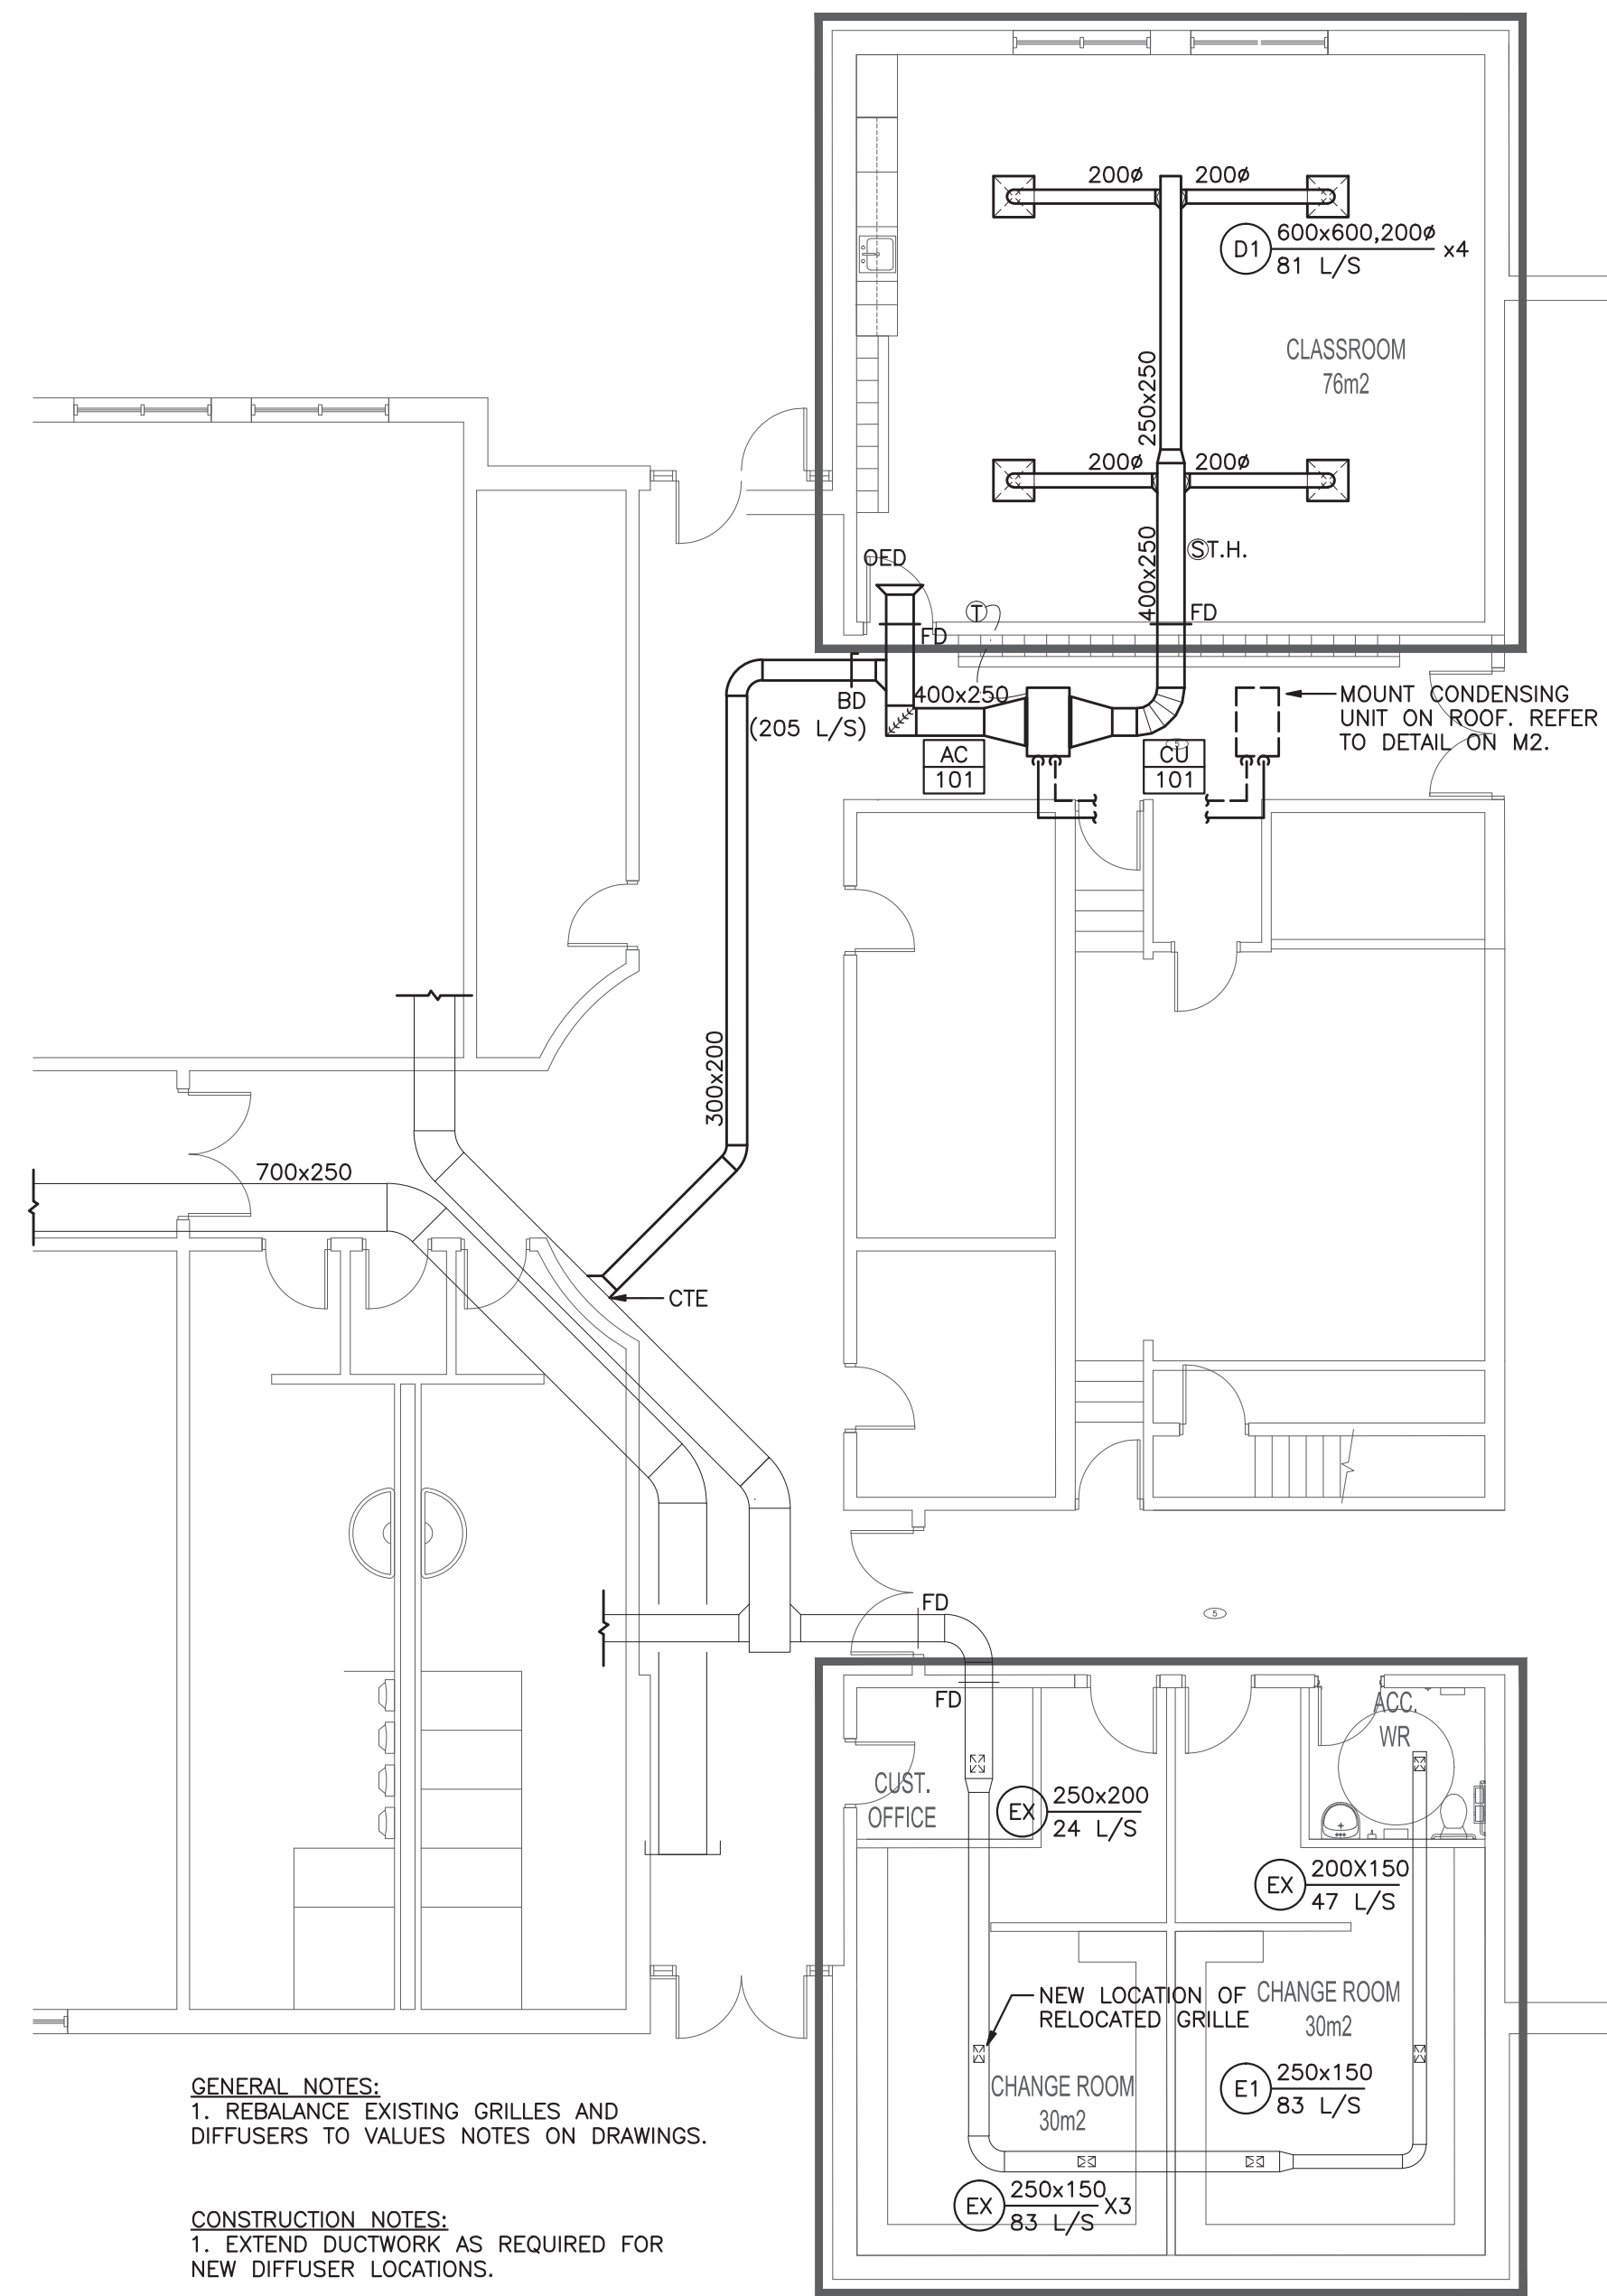 200ø 200ø
D1 600x600,200ø x4
81 L/S
CLASSROOM
76m2
250x250
200ø 200ø
400x250
ST.H.
OED
T
FD
FD
400x250
BD
(205 L/S)
MOUNT CONDENSING
UNIT ON ROOF. REFER
TO DETAIL ON M2.
AC
101
CU
101
300x200
700x250
CTE
FD
5
FD
ACC.
WR
CUST.
OFFICE
EX 250x200
24 L/S
EX 200X150
47 L/S
NEW LOCATION OF
RELOCATED GRILLE
CHANGE ROOM
30m2
CHANGE ROOM
30m2
E1 250x150
83 L/S
EX 250x150 X3
83 L/S
GENERAL NOTES:
1. REBALANCE EXISTING GRILLES AND
DIFFUSERS TO VALUES NOTES ON DRAWINGS.
CONSTRUCTION NOTES:
1. EXTEND DUCTWORK AS REQUIRED FOR
NEW DIFFUSER LOCATIONS.